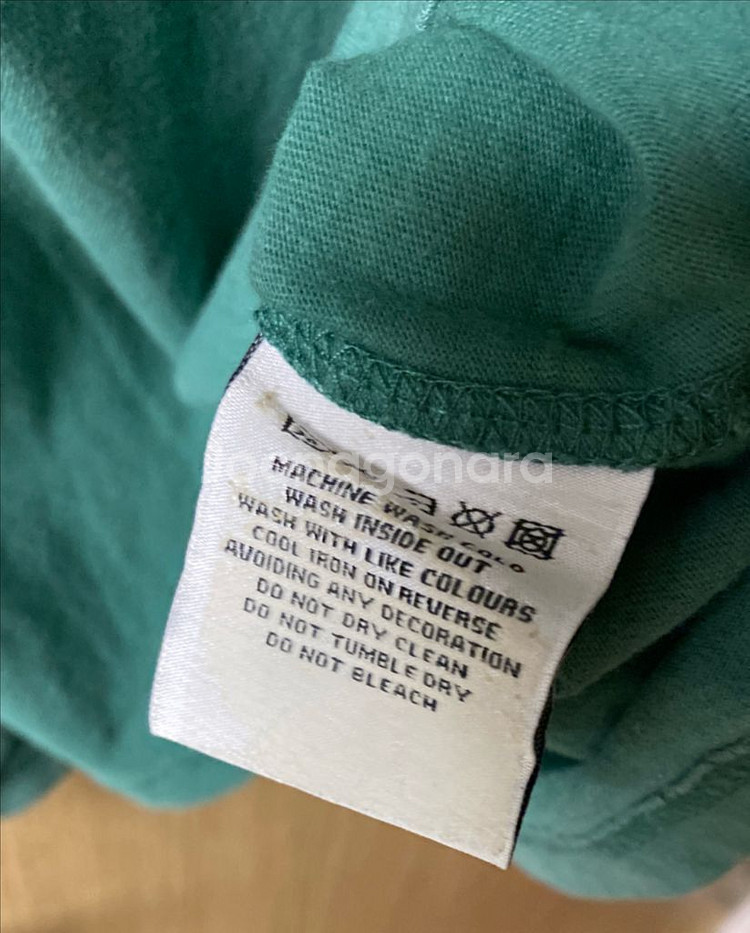 MACHINE WASH COLD
WASH INSIDE OUT
WASH WITH LIKE COLOURS
COOL IRON ON REVERSE
AVOIDING ANY DECORATION
DO NOT DRY CLEAN
DO NOT TUMBLE DRY
DO NOT BLEACH